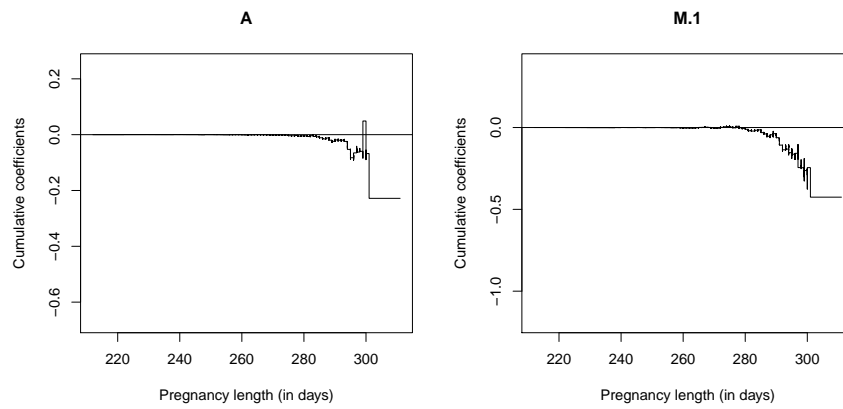 A
Cumulative coefficients
0.2
0.0
−0.2
−0.4
−0.6
220 240 260 280 300
Pregnancy length (in days)
M.1
Cumulative coefficients
0.0
−0.5
−1.0
220 240 260 280 300
Pregnancy length (in days)